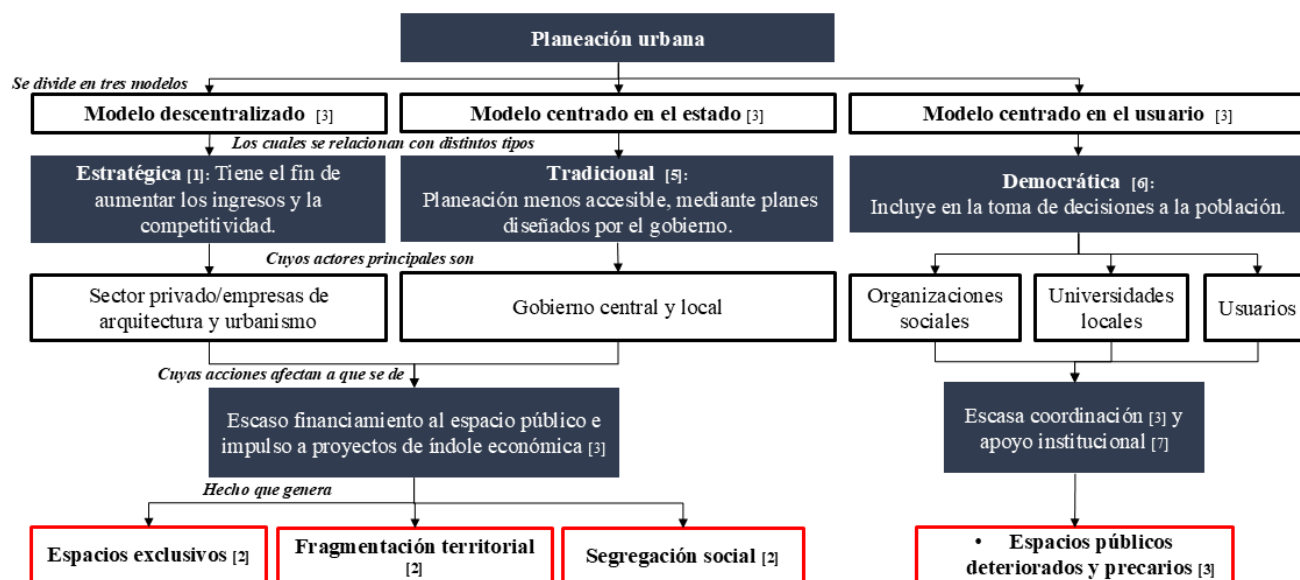 Planeación urbana
Se divide en tres modelos
Modelo descentralizado [3]
Modelo centrado en el estado [3]
Modelo centrado en el usuario [3]
Los cuales se relacionan con distintos tipos
Estratégica [1]: Tiene el fin de
aumentar los ingresos y la
competitividad.
Tradicional [5]:
Planeación menos accesible, mediante planes
diseñados por el gobierno.
Democrática [6]:
Incluye en la toma de decisiones a la población.
Cuyos actores principales son
Sector privado/empresas de
arquitectura y urbanismo
Gobierno central y local
Organizaciones
sociales
Universidades
locales
Usuarios
Cuyas acciones afectan a que se de
Escaso financiamiento al espacio público e
impulso a proyectos de índole económica [3]
Escasa coordinación [3] y
apoyo institucional [7]
Hecho que genera
Espacios exclusivos [2]
Fragmentación territorial
[2]
Segregación social [2]
• Espacios públicos
deteriorados y precarios [3]